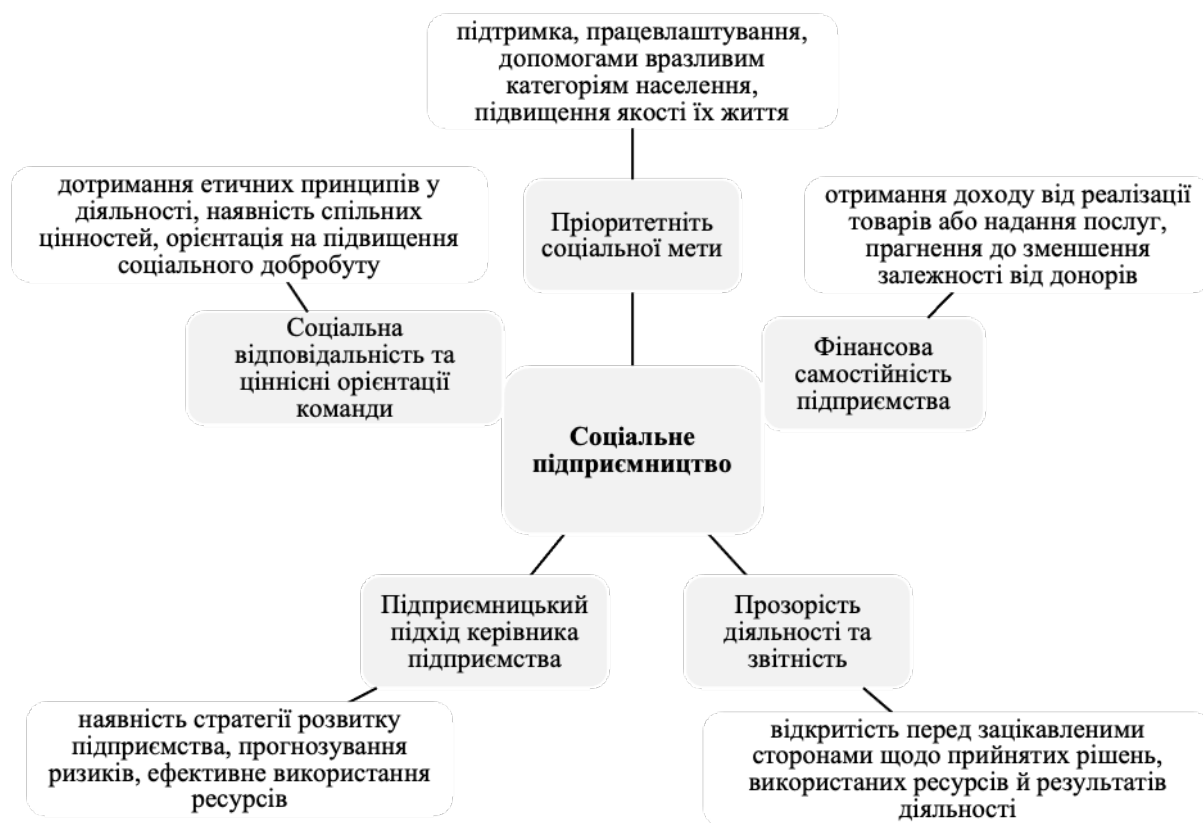 підтримка, працевлаштування,
допомогами вразливим
категоріям населення,
підвищення якості їх життя
дотримання етичних принципів у
діяльності, наявність спільних
цінностей, орієнтація на підвищення
соціального добробуту
Пріоритетніть
соціальної мети
отримання доходу від реалізації
товарів або надання послуг,
прагнення до зменшення
залежності від донорів
Соціальна
відповідальність та
ціннісні орієнтації
команди
Фінансова
самостійність
підприємства
Соціальне
підприємництво
Підприємницький
підхід керівника
підприємства
Прозорість
діяльності та
звітність
наявність стратегії розвитку
підприємства, прогнозування
ризиків, ефективне використання
ресурсів
відкритість перед зацікавленими
сторонами щодо прийнятих рішень,
використаних ресурсів й результатів
діяльності